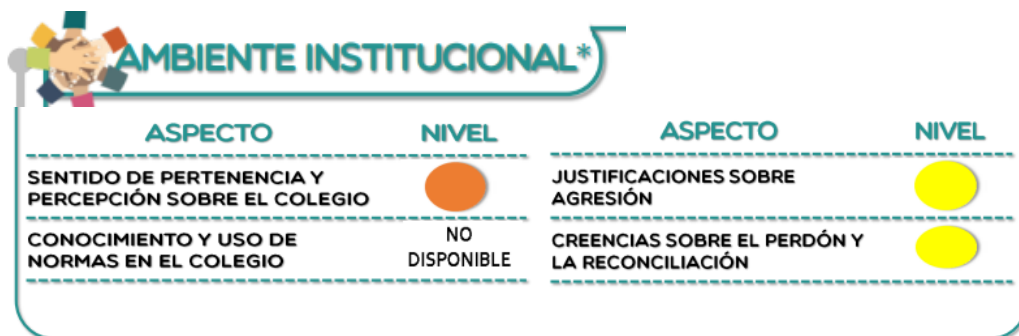 AMBIENTE INSTITUCIONAL*
ASPECTO NIVEL
SENTIDO DE PERTENENCIA Y
PERCEPCIÓN SOBRE EL COLEGIO
CONOCIMIENTO Y USO DE
NORMAS EN EL COLEGIO
NO
DISPONIBLE
ASPECTO NIVEL
JUSTIFICACIONES SOBRE
AGRESIÓN
CREENCIAS SOBRE EL PERDÓN Y
LA RECONCILIACIÓN